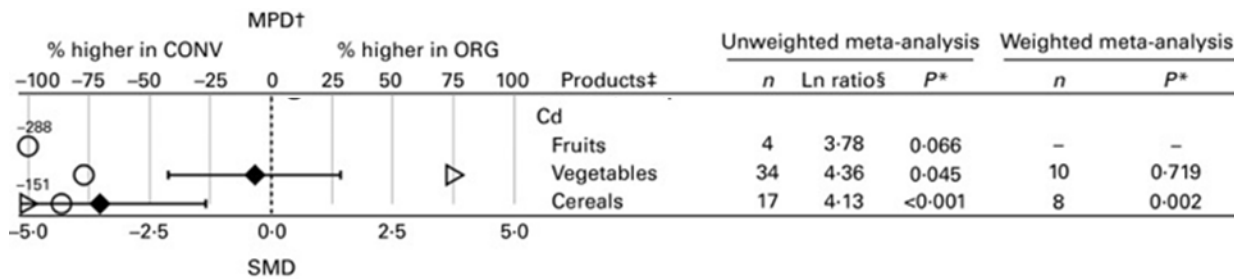 MPD†
% higher in CONV % higher in ORG Unweighted meta-analysis Weighted meta-analysis
−100 −75 −50 −25 0 25 50 75 100 Products‡ n Ln ratio§ P* n P*
Cd
−288
Fruits 4 3·78 0·066 – –
Vegetables 34 4·36 0·045 10 0·719
−151
Cereals 17 4·13 <0·001 8 0·002
−5·0 −2·5 0·0 2·5 5·0
SMD